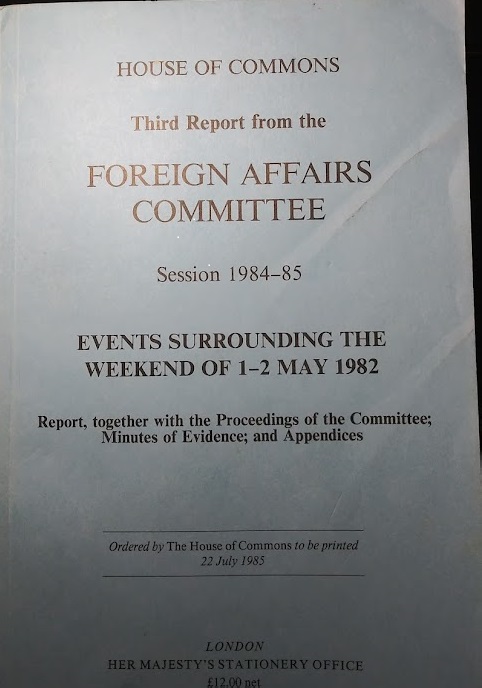 HOUSE OF COMMONS
Third Report from the
FOREIGN AFFAIRS
COMMITTEE
Session 1984–85
EVENTS SURROUNDING THE
WEEKEND OF 1–2 MAY 1982
Report, together with the Proceedings of the Committee;
Minutes of Evidence; and Appendices
Ordered by The House of Commons to be printed
22 July 1985
LONDON
HER MAJESTY'S STATIONERY OFFICE
£12.00 net